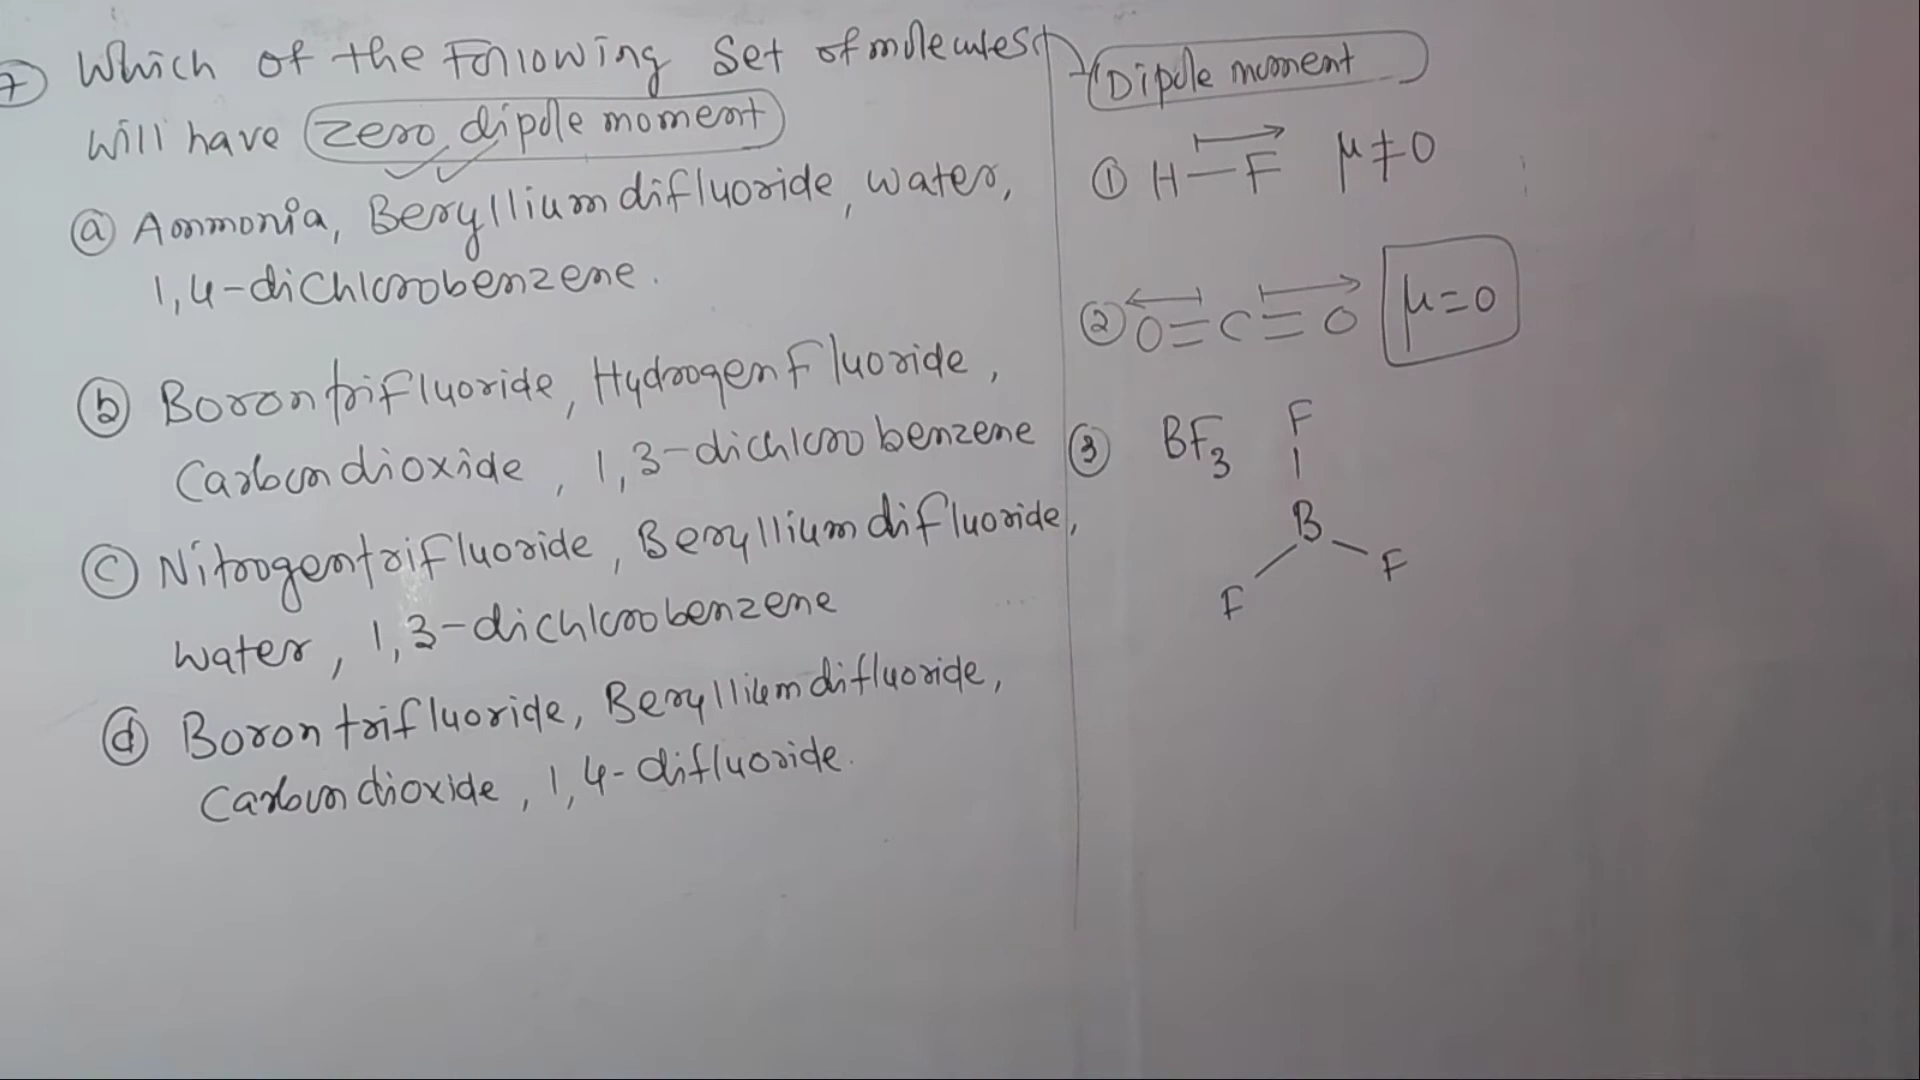 7 Which of the Following Set of molecules
will have zero dipole moment
a Ammonia, Beryllium difluoride, water,
1,4-dichlorobenzene.
b Boron trifluoride, Hydrogen Fluoride,
Carbon dioxide, 1,3-dichloro benzene
c Nitrogentrifluoride, Beryllium difluoride,
water, 1,3-dichlorobenzene
d Boron trifluoride, Beryllium difluoride,
Carbon dioxide, 1,4-difluoride.
Dipole moment
1 H-F μ≠0
2 O=C=O μ=0
3 BF3
F
B
F
F